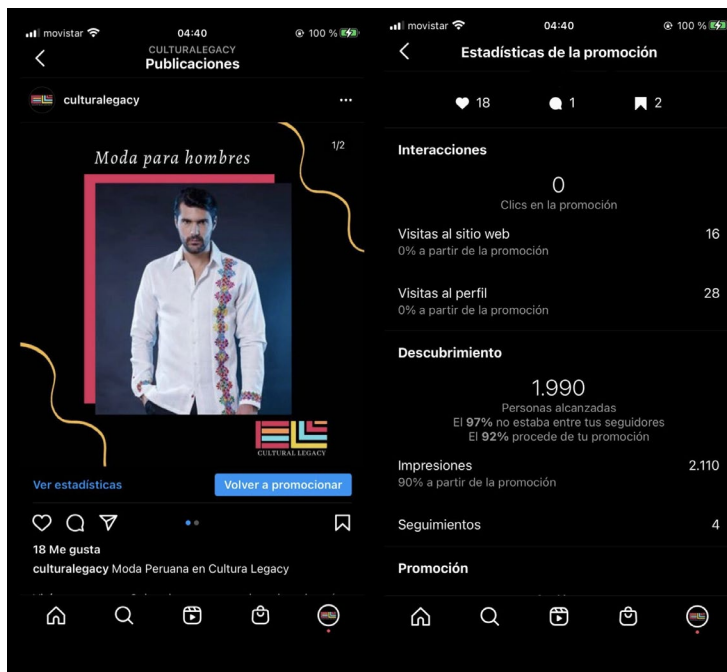 movistar 04:40 100 %
CULTURALEGACY
Publicaciones
culturalegacy
1/2
Moda para hombres
CULTURAL LEGACY
Ver estadísticas
Volver a promocionar
18 Me gusta
culturalegacy Moda Peruana en Cultura Legacy
movistar 04:40 100 %
Estadísticas de la promoción
18 1 2
Interacciones
0
Clics en la promoción
Visitas al sitio web 16
0% a partir de la promoción
Visitas al perfil 28
0% a partir de la promoción
Descubrimiento
1.990
Personas alcanzadas
El 97% no estaba entre tus seguidores
El 92% procede de tu promoción
Impresiones 2.110
90% a partir de la promoción
Seguimientos 4
Promoción